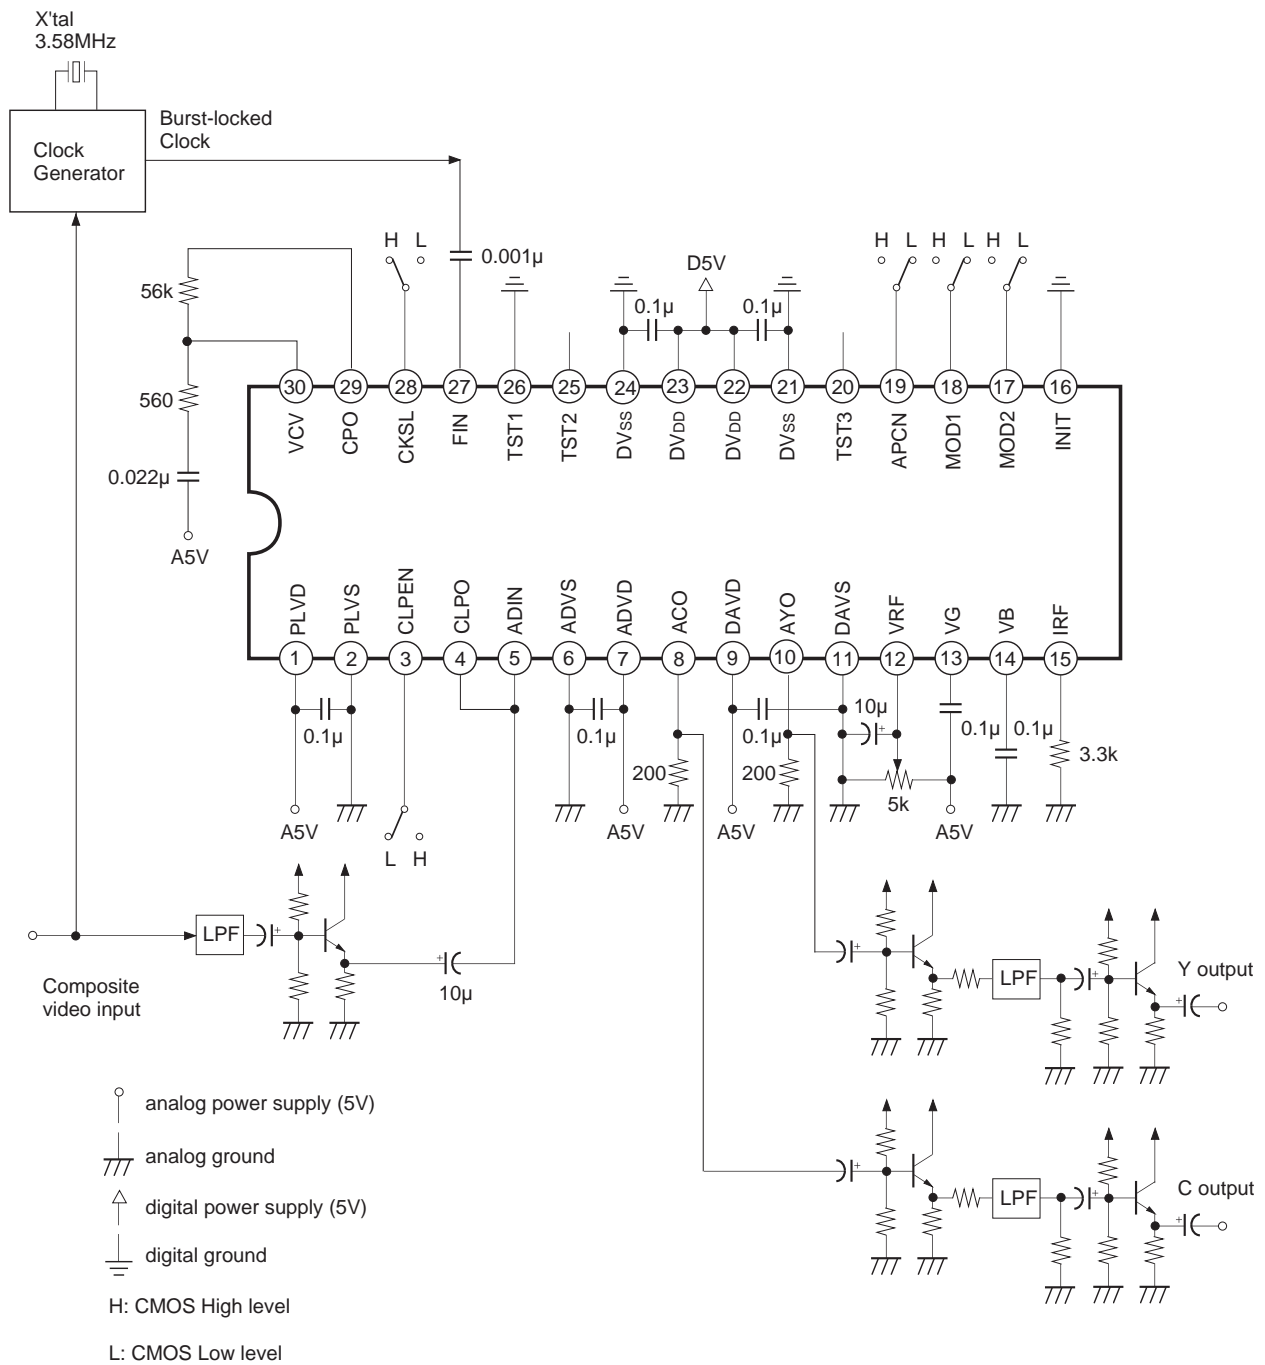 X'tal
3.58MHz
Burst-locked
Clock
Clock
Generator
H L
0.001µ
D5V
H L H L H L
56k
0.1µ 0.1µ
30 29 28 27 26 25 24 23 22 21 20 19 18 17 16
560
VCV CPO CKSL FIN TST1 TST2 DVSS DVDD DVDD DVSS TST3 APCN MOD1 MOD2 INIT
0.022µ
A5V
PLVD PLVS CLPEN CLPO ADIN ADVS ADVD ACO DAVD AYO DAVS VRF VG VB IRF
1 2 3 4 5 6 7 8 9 10 11 12 13 14 15
10µ
0.1µ 0.1µ 0.1µ 0.1µ 0.1µ
3.3k
200 200
5k
A5V A5V A5V A5V
L H
LPF
10µ
Composite
video input
LPF
Y output
analog power supply (5V)
analog ground
digital power supply (5V)
digital ground
LPF
C output
H: CMOS High level
L: CMOS Low level